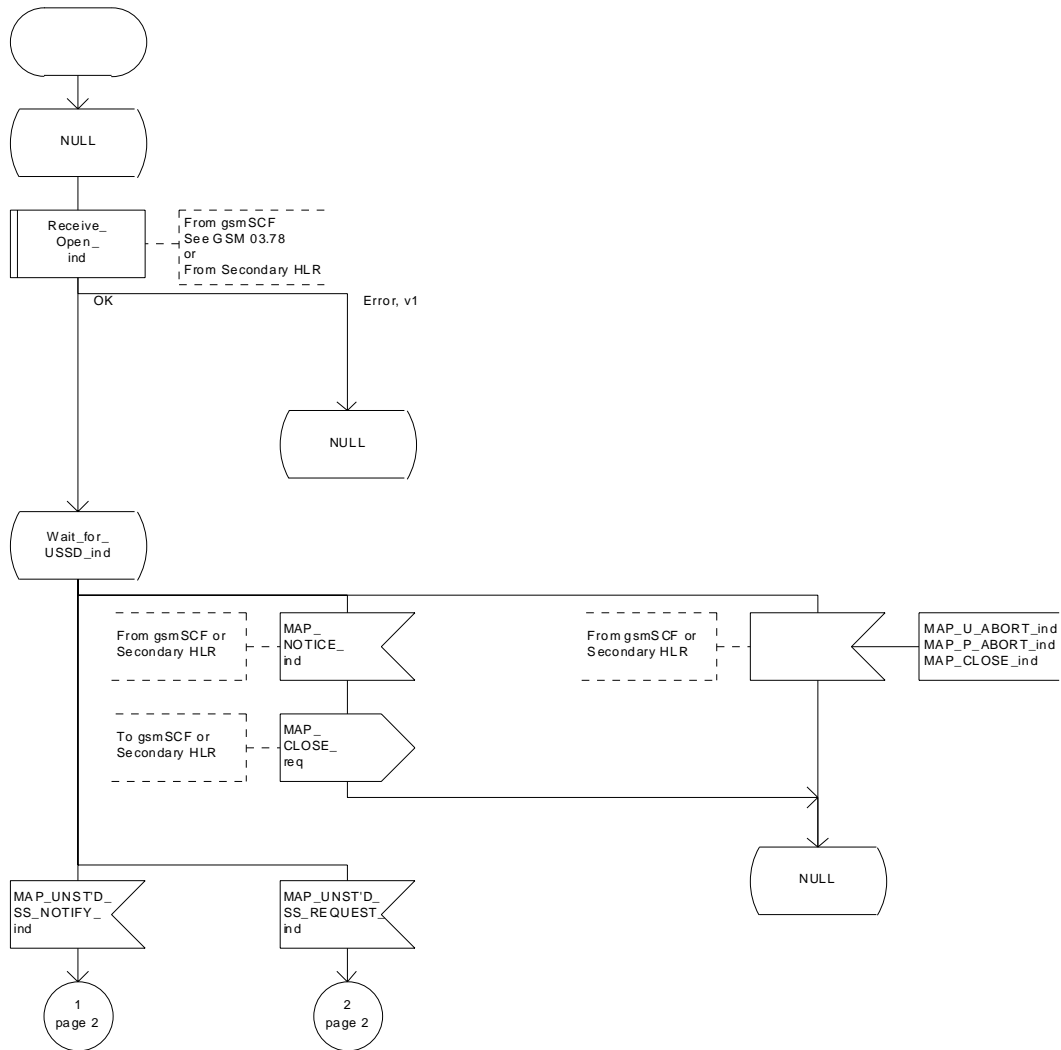 NULL
Receive_
Open_
ind
From gsmSCF
See GSM 03.78
or
From Secondary HLR
OK
Error, v1
NULL
Wait_for_
USSD_ind
From gsmSCF or
Secondary HLR
MAP_
NOTICE_
ind
From gsmSCF or
Secondary HLR
MAP_U_ABORT_ind
MAP_P_ABORT_ind
MAP_CLOSE_ind
To gsmSCF or
Secondary HLR
MAP_
CLOSE_
req
NULL
MAP_UNST'D_
SS_NOTIFY_
ind
MAP_UNST'D_
SS_REQUEST_
ind
1
page 2
2
page 2